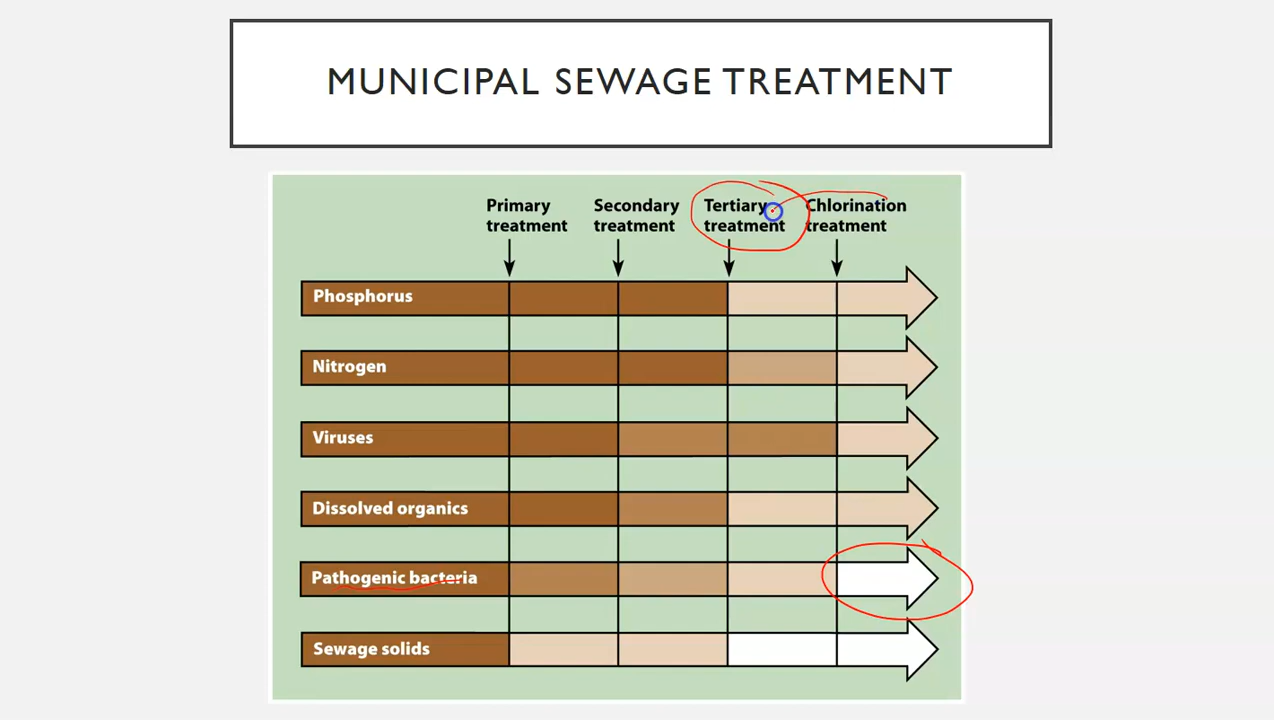 MUNICIPAL SEWAGE TREATMENT
Primary treatment
Secondary treatment
Tertiary treatment
Chlorination treatment
Phosphorus
Nitrogen
Viruses
Dissolved organics
Pathogenic bacteria
Sewage solids